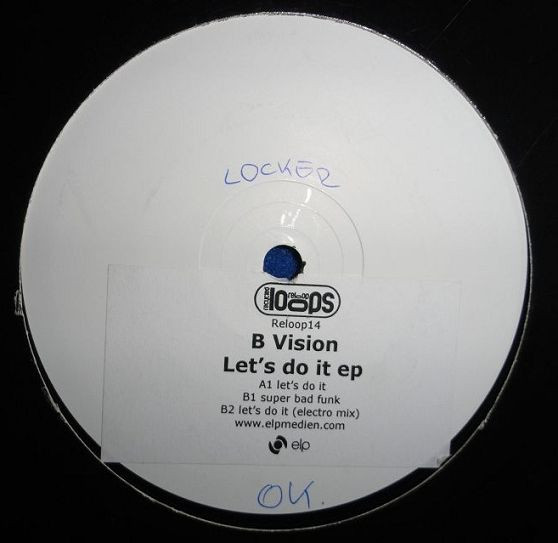 LOCKER
reloop
loops
Reloop14
B Vision
Let's do it ep
A1 let's do it
B1 super bad funk
B2 let's do it (electro mix)
www.elpmedien.com
elp
OK.